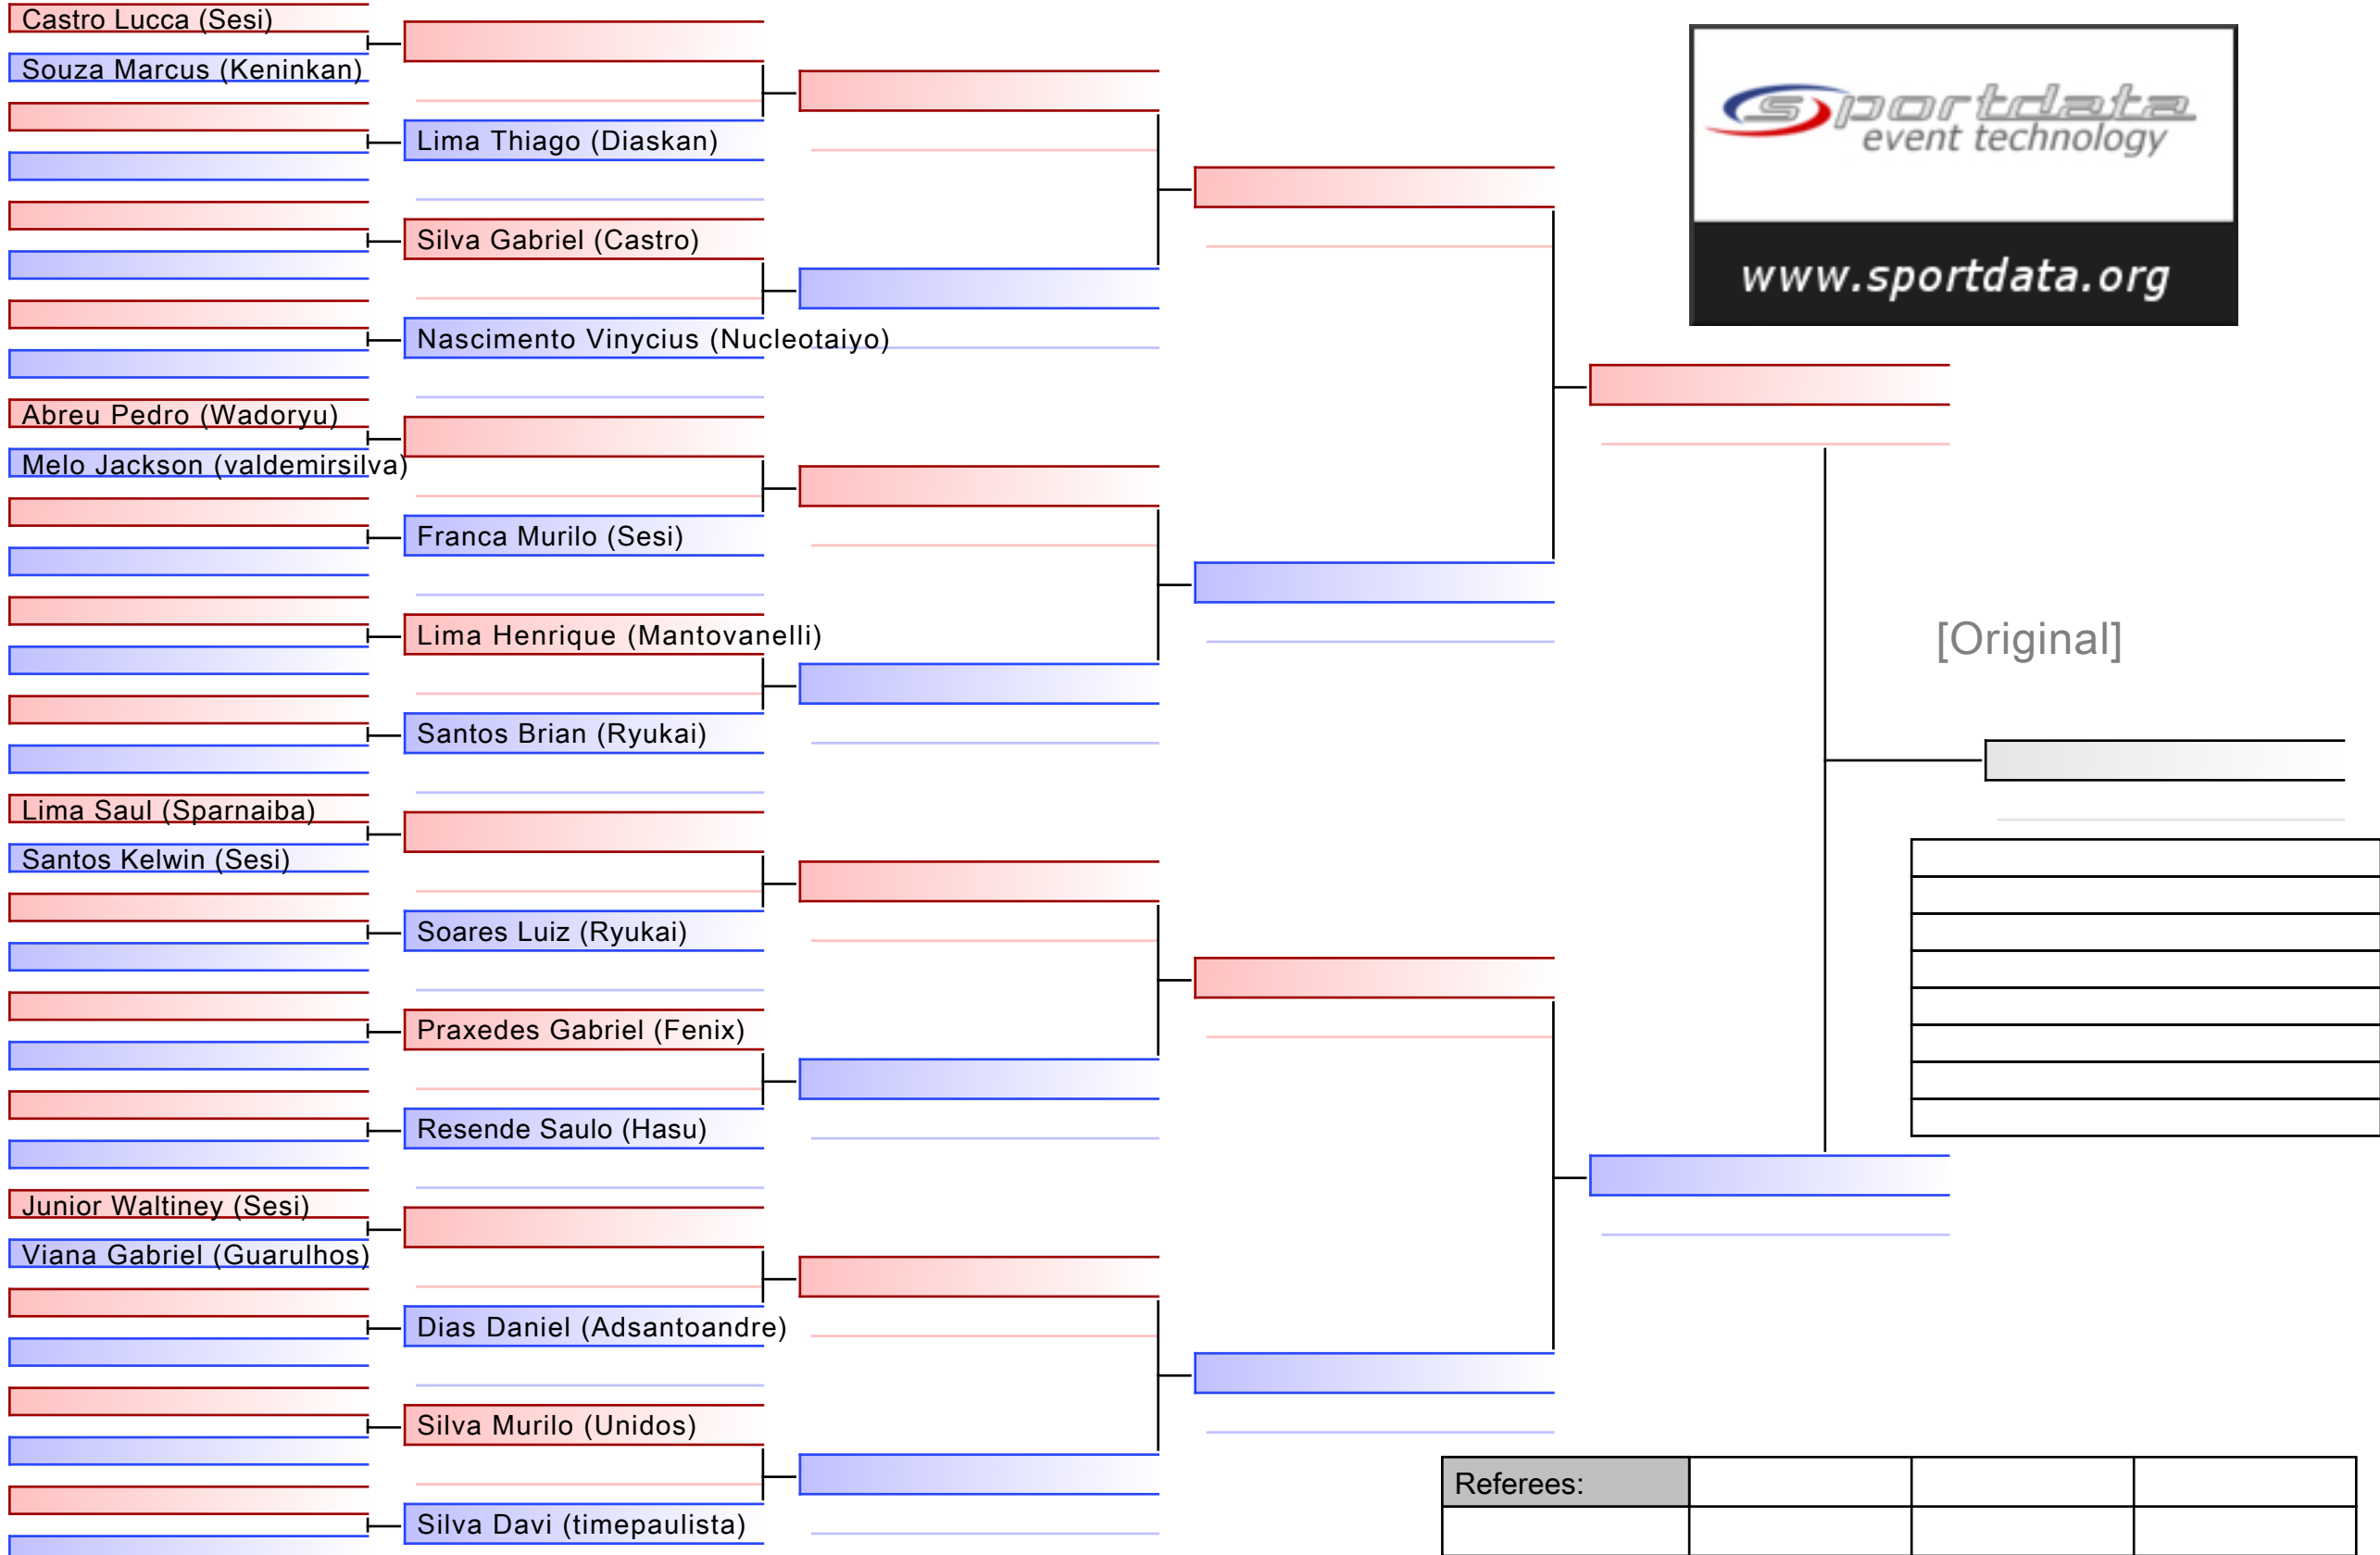 Castro Lucca (Sesi)
Souza Marcus (Keninkan)
Lima Thiago (Diaskan)
Silva Gabriel (Castro)
Nascimento Vinycius (Nucleotaiyo)
Abreu Pedro (Wadoryu)
Melo Jackson (valdemirsilva)
Franca Murilo (Sesi)
Lima Henrique (Mantovanelli)
Santos Brian (Ryukai)
Lima Saul (Sparnaiba)
Santos Kelwin (Sesi)
Soares Luiz (Ryukai)
Praxedes Gabriel (Fenix)
Resende Saulo (Hasu)
Junior Waltiney (Sesi)
Viana Gabriel (Guarulhos)
Dias Daniel (Adsantoandre)
Silva Murilo (Unidos)
Silva Davi (timepaulista)
sportdata
event technology
www.sportdata.org
[Original]
Referees: